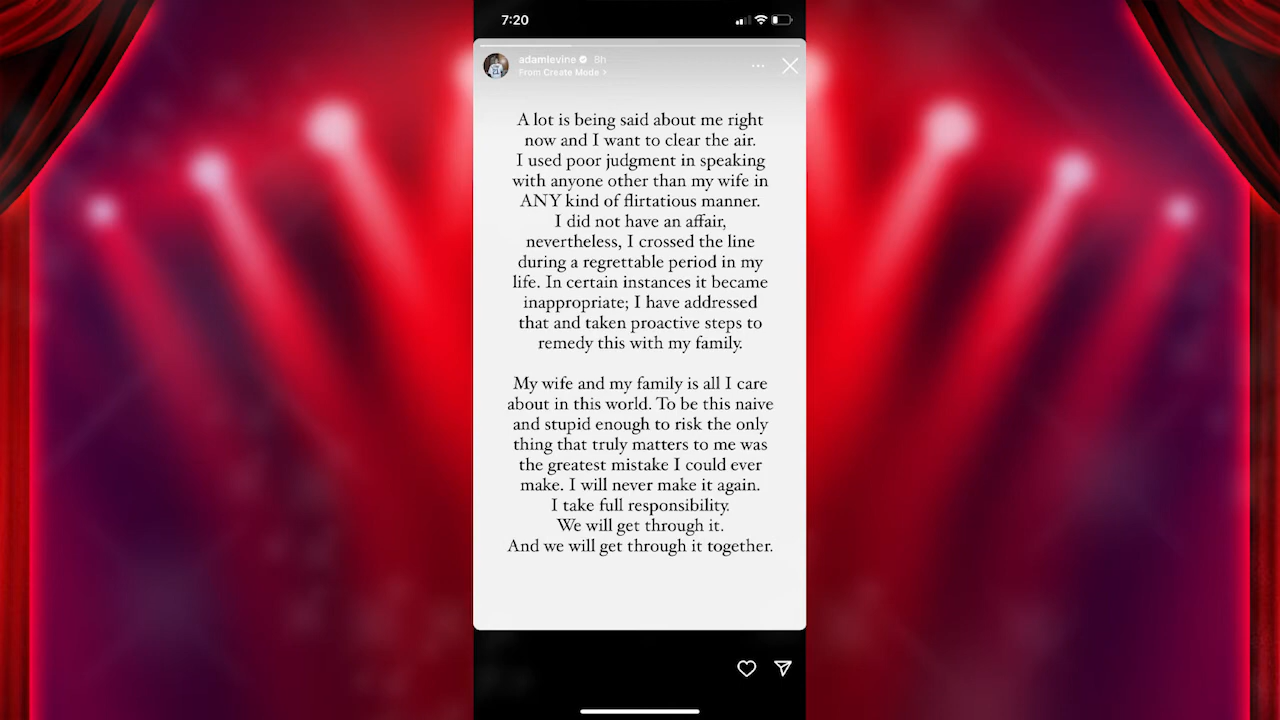 7:20
adamlevine 8h
From Create Mode >
A lot is being said about me right
now and I want to clear the air.
I used poor judgment in speaking
with anyone other than my wife in
ANY kind of flirtatious manner.
I did not have an affair,
nevertheless, I crossed the line
during a regrettable period in my
life. In certain instances it became
inappropriate; I have addressed
that and taken proactive steps to
remedy this with my family.
My wife and my family is all I care
about in this world. To be this naive
and stupid enough to risk the only
thing that truly matters to me was
the greatest mistake I could ever
make. I will never make it again.
I take full responsibility.
We will get through it.
And we will get through it together.